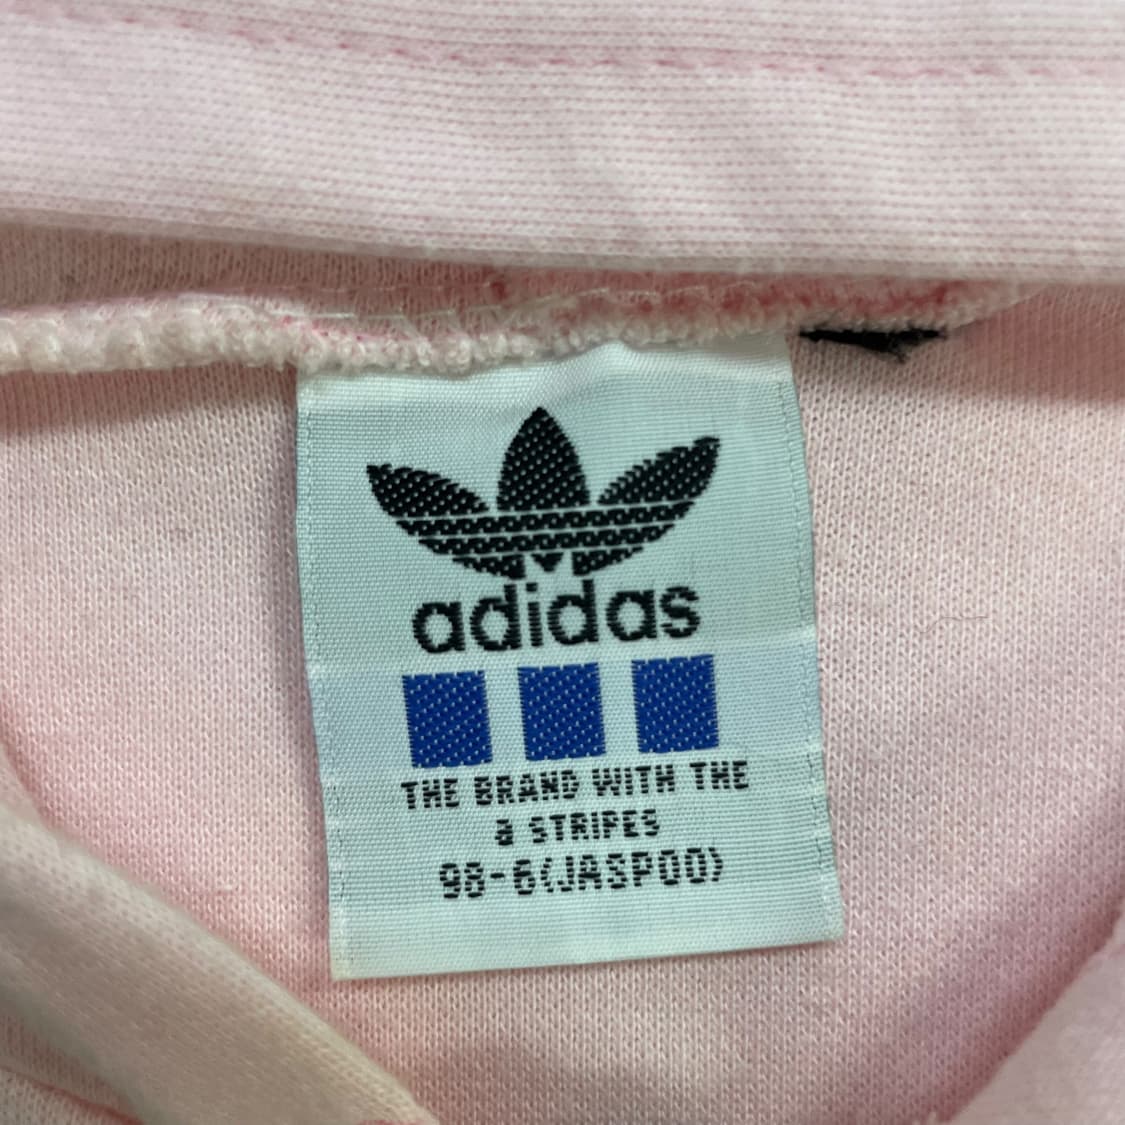 adidas
THE BRAND WITH THE
3 STRIPES
98-6(JASPOO)